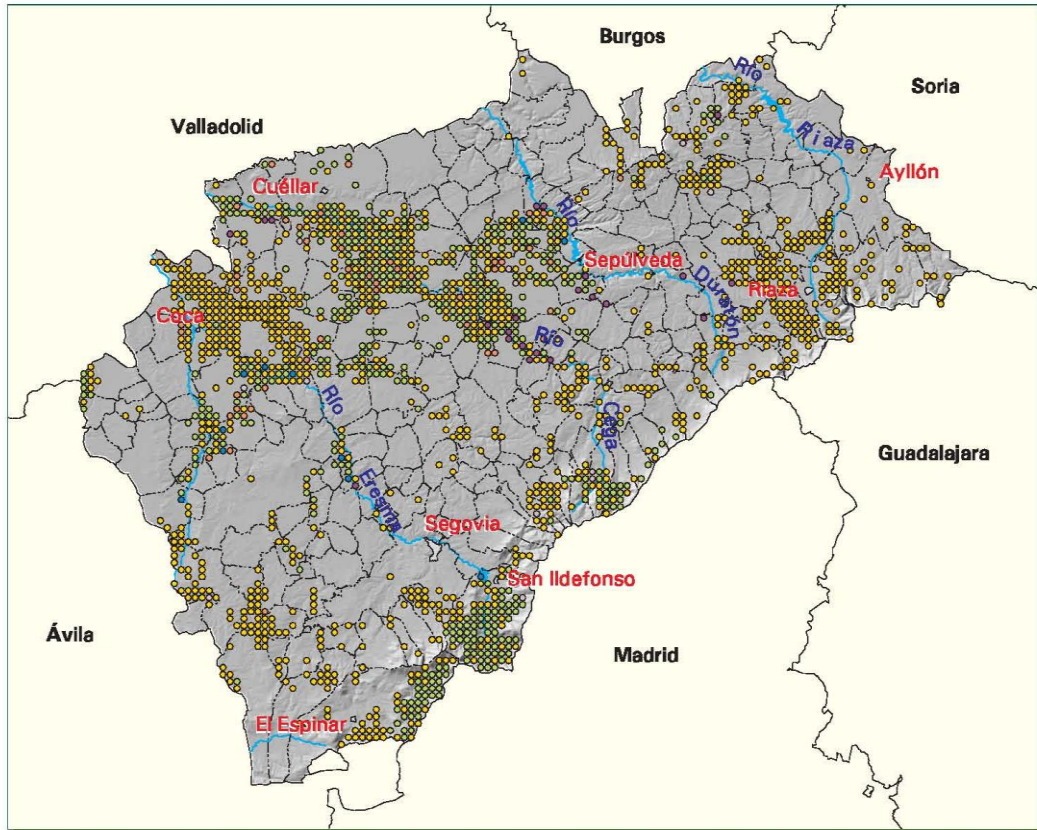 Burgos
Soria
Valladolid
Río
Riaza
Ayllón
Cuéllar
Río
Sepúlveda
Duratón
Riaza
Coca
Río
Cega
Río
Eresma
Guadalajara
Segovia
San Ildefonso
Ávila
Madrid
El Espinar